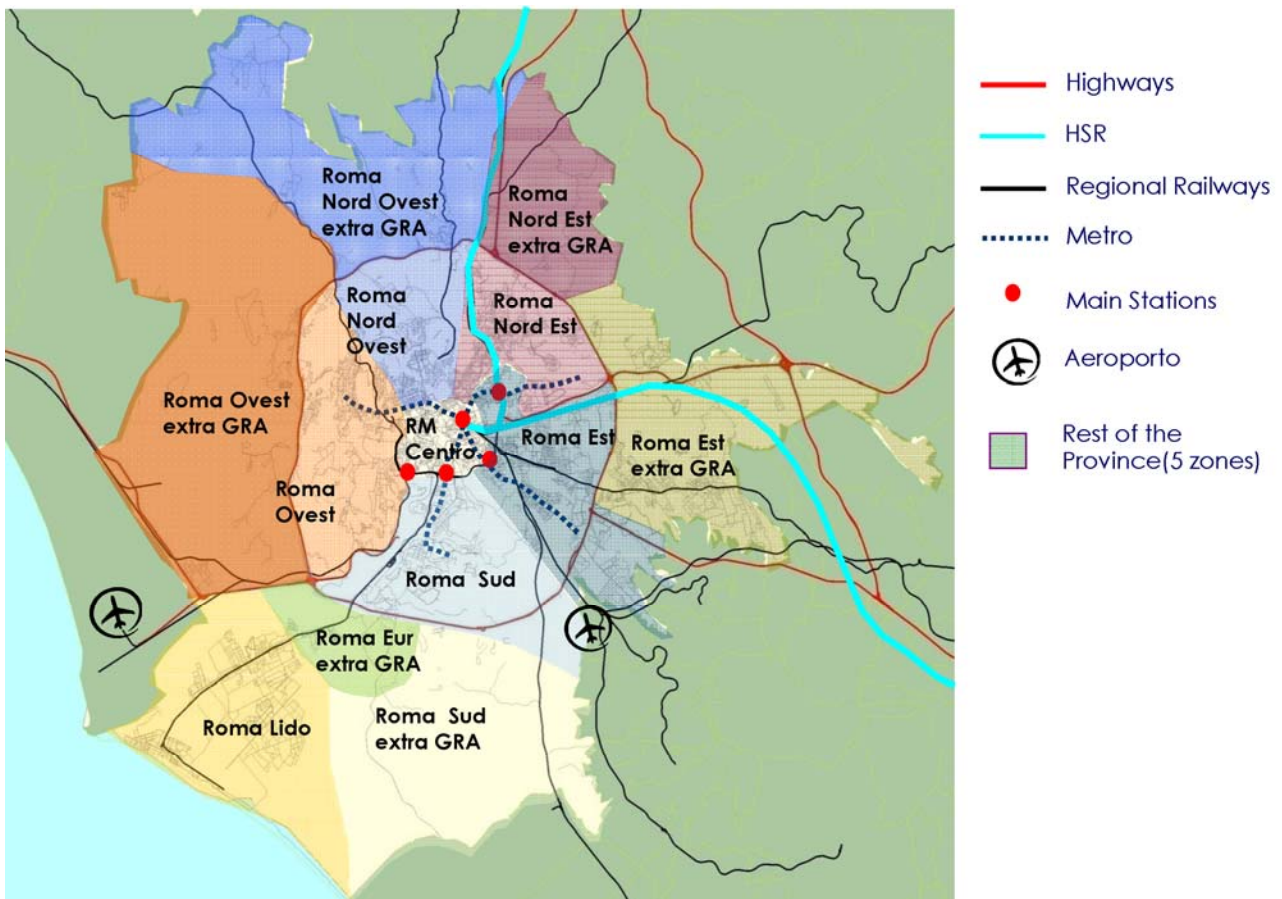 Roma
Nord Ovest
extra GRA
Roma
Nord Est
extra GRA
Roma
Nord
Ovest
Roma
Nord Est
Roma Ovest
extra GRA
RM
Centro
Roma Est
Roma Est
extra GRA
Roma
Ovest
Roma Sud
Roma Eur
extra GRA
Roma Lido
Roma Sud
extra GRA
Highways
HSR
Regional Railways
Metro
Main Stations
Aeroporto
Rest of the
Province(5 zones)